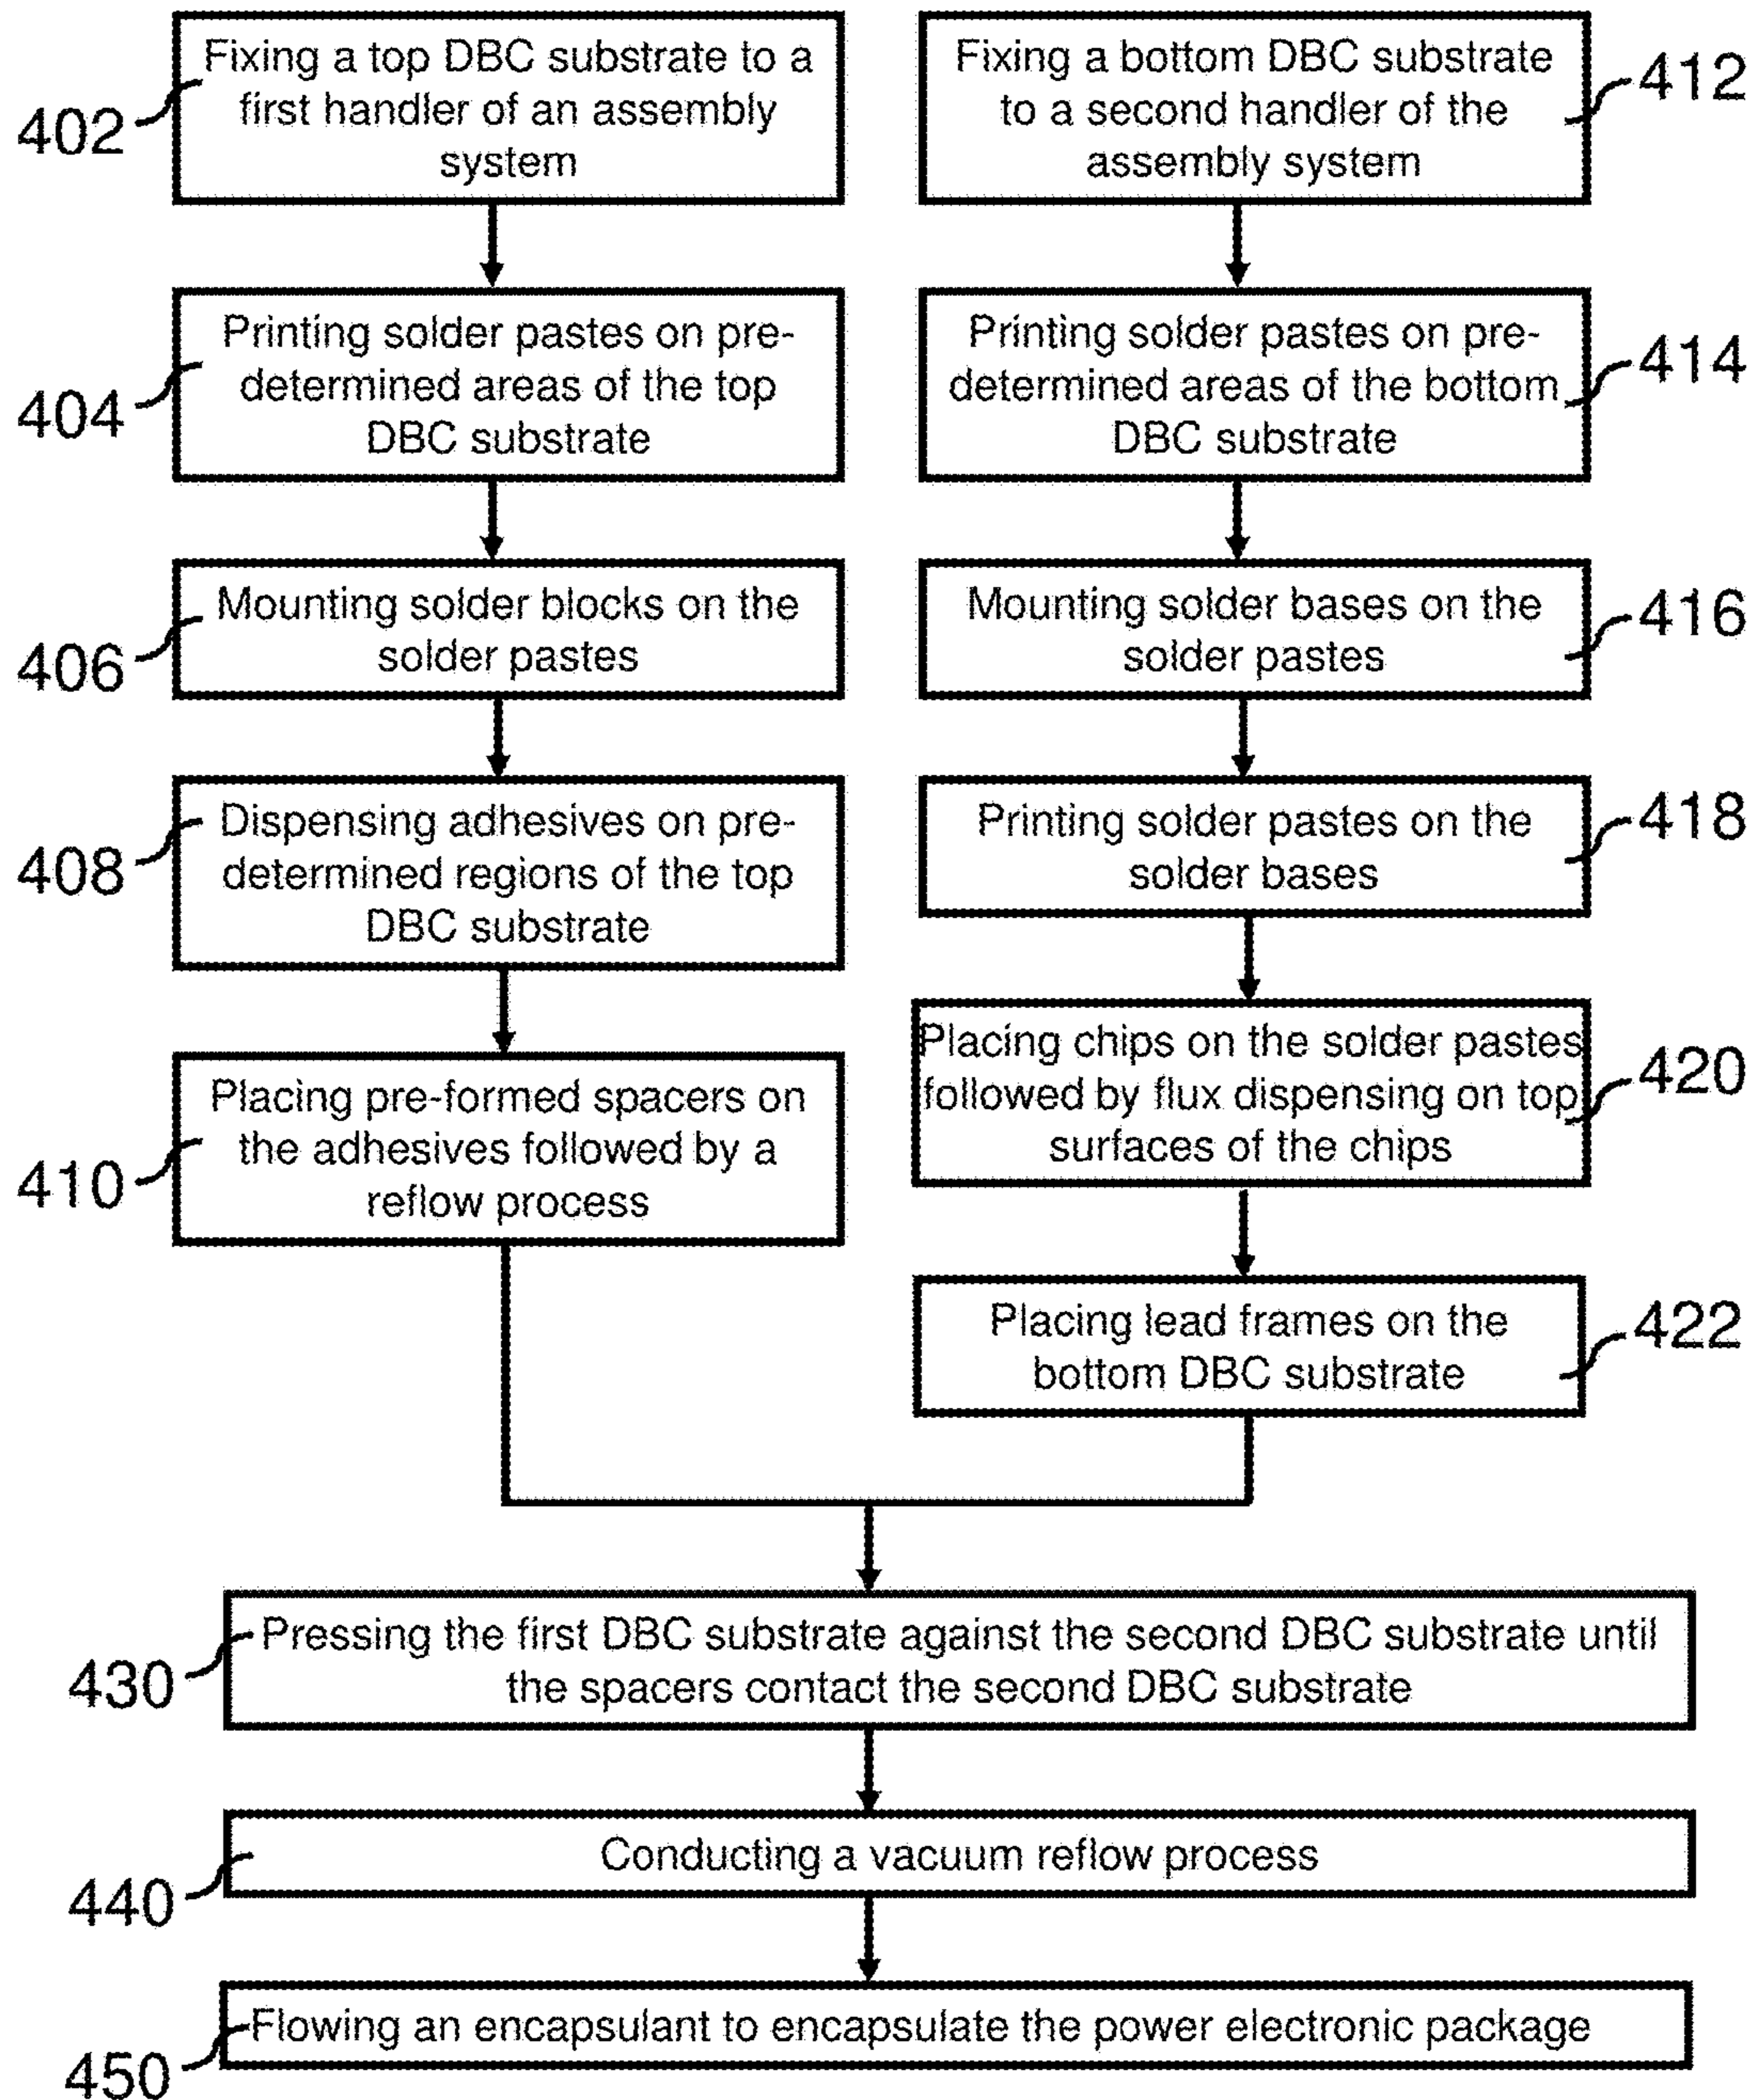 402
Fixing a top DBC substrate to a
first handler of an assembly
system
404
Printing solder pastes on pre-
determined areas of the top
DBC substrate
406
Mounting solder blocks on the
solder pastes
408
Dispensing adhesives on pre-
determined regions of the top
DBC substrate
410
Placing pre-formed spacers on
the adhesives followed by a
reflow process
Fixing a bottom DBC substrate
to a second handler of the
assembly system
412
Printing solder pastes on pre-
determined areas of the bottom
DBC substrate
414
Mounting solder bases on the
solder pastes
416
Printing solder pastes on the
solder bases
418
Placing chips on the solder pastes
followed by flux dispensing on top
surfaces of the chips
420
Placing lead frames on the
bottom DBC substrate
422
430
Pressing the first DBC substrate against the second DBC substrate until
the spacers contact the second DBC substrate
440
Conducting a vacuum reflow process
450
Flowing an encapsulant to encapsulate the power electronic package